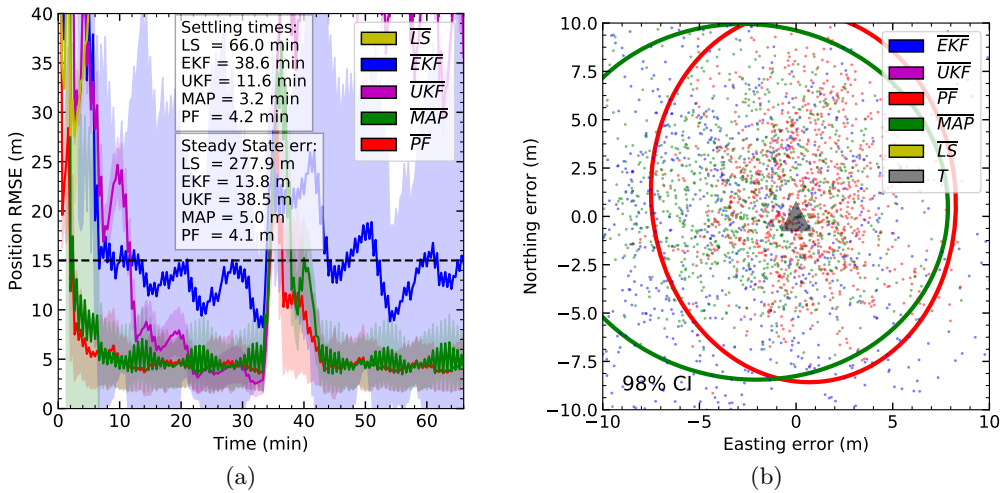 40
35
30
25
20
15
10
5
0
Position RMSE (m)
0 10 20 30 40 50 60
Time (min)
Settling times:
LS = 66.0 min
EKF = 38.6 min
UKF = 11.6 min
MAP = 3.2 min
PF = 4.2 min
Steady State err:
LS = 277.9 m
EKF = 13.8 m
UKF = 38.5 m
MAP = 5.0 m
PF = 4.1 m
LS
EKF
UKF
MAP
PF
(a)
10.0
7.5
5.0
2.5
0.0
−2.5
−5.0
−7.5
−10.0
Northing error (m)
−10 −5 0 5 10
Easting error (m)
EKF
UKF
PF
MAP
LS
T
98% CI
(b)